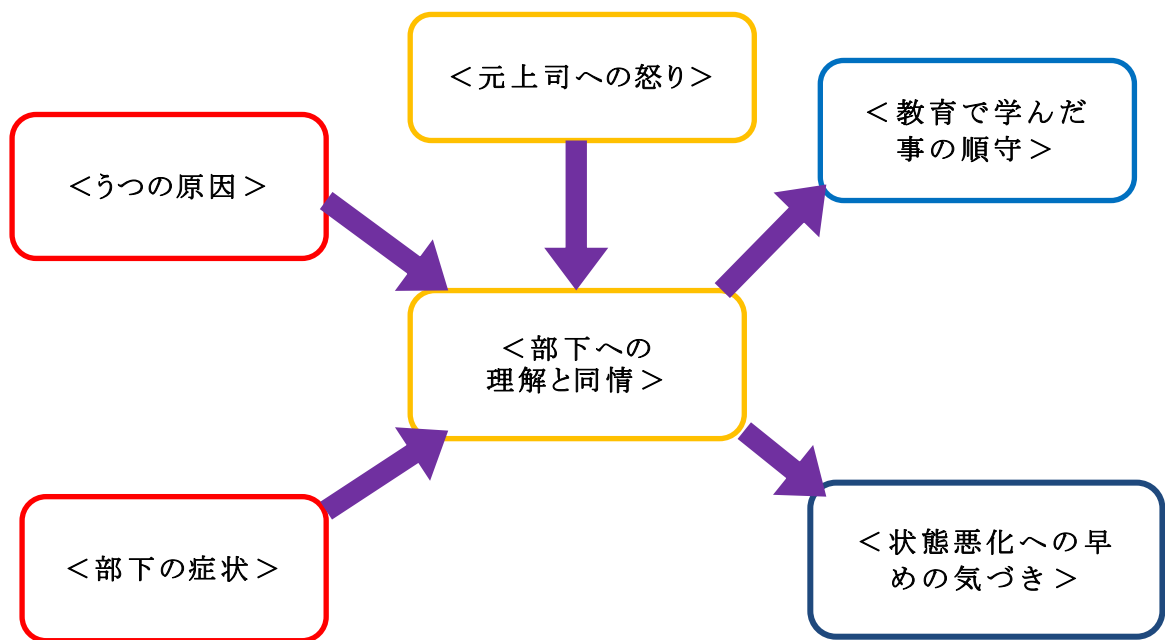 ＜元上司への怒り＞
＜教育で学んだ
事の順守＞
＜うつの原因＞
＜部下への
理解と同情＞
＜部下の症状＞
＜状態悪化への早
めの気づき＞